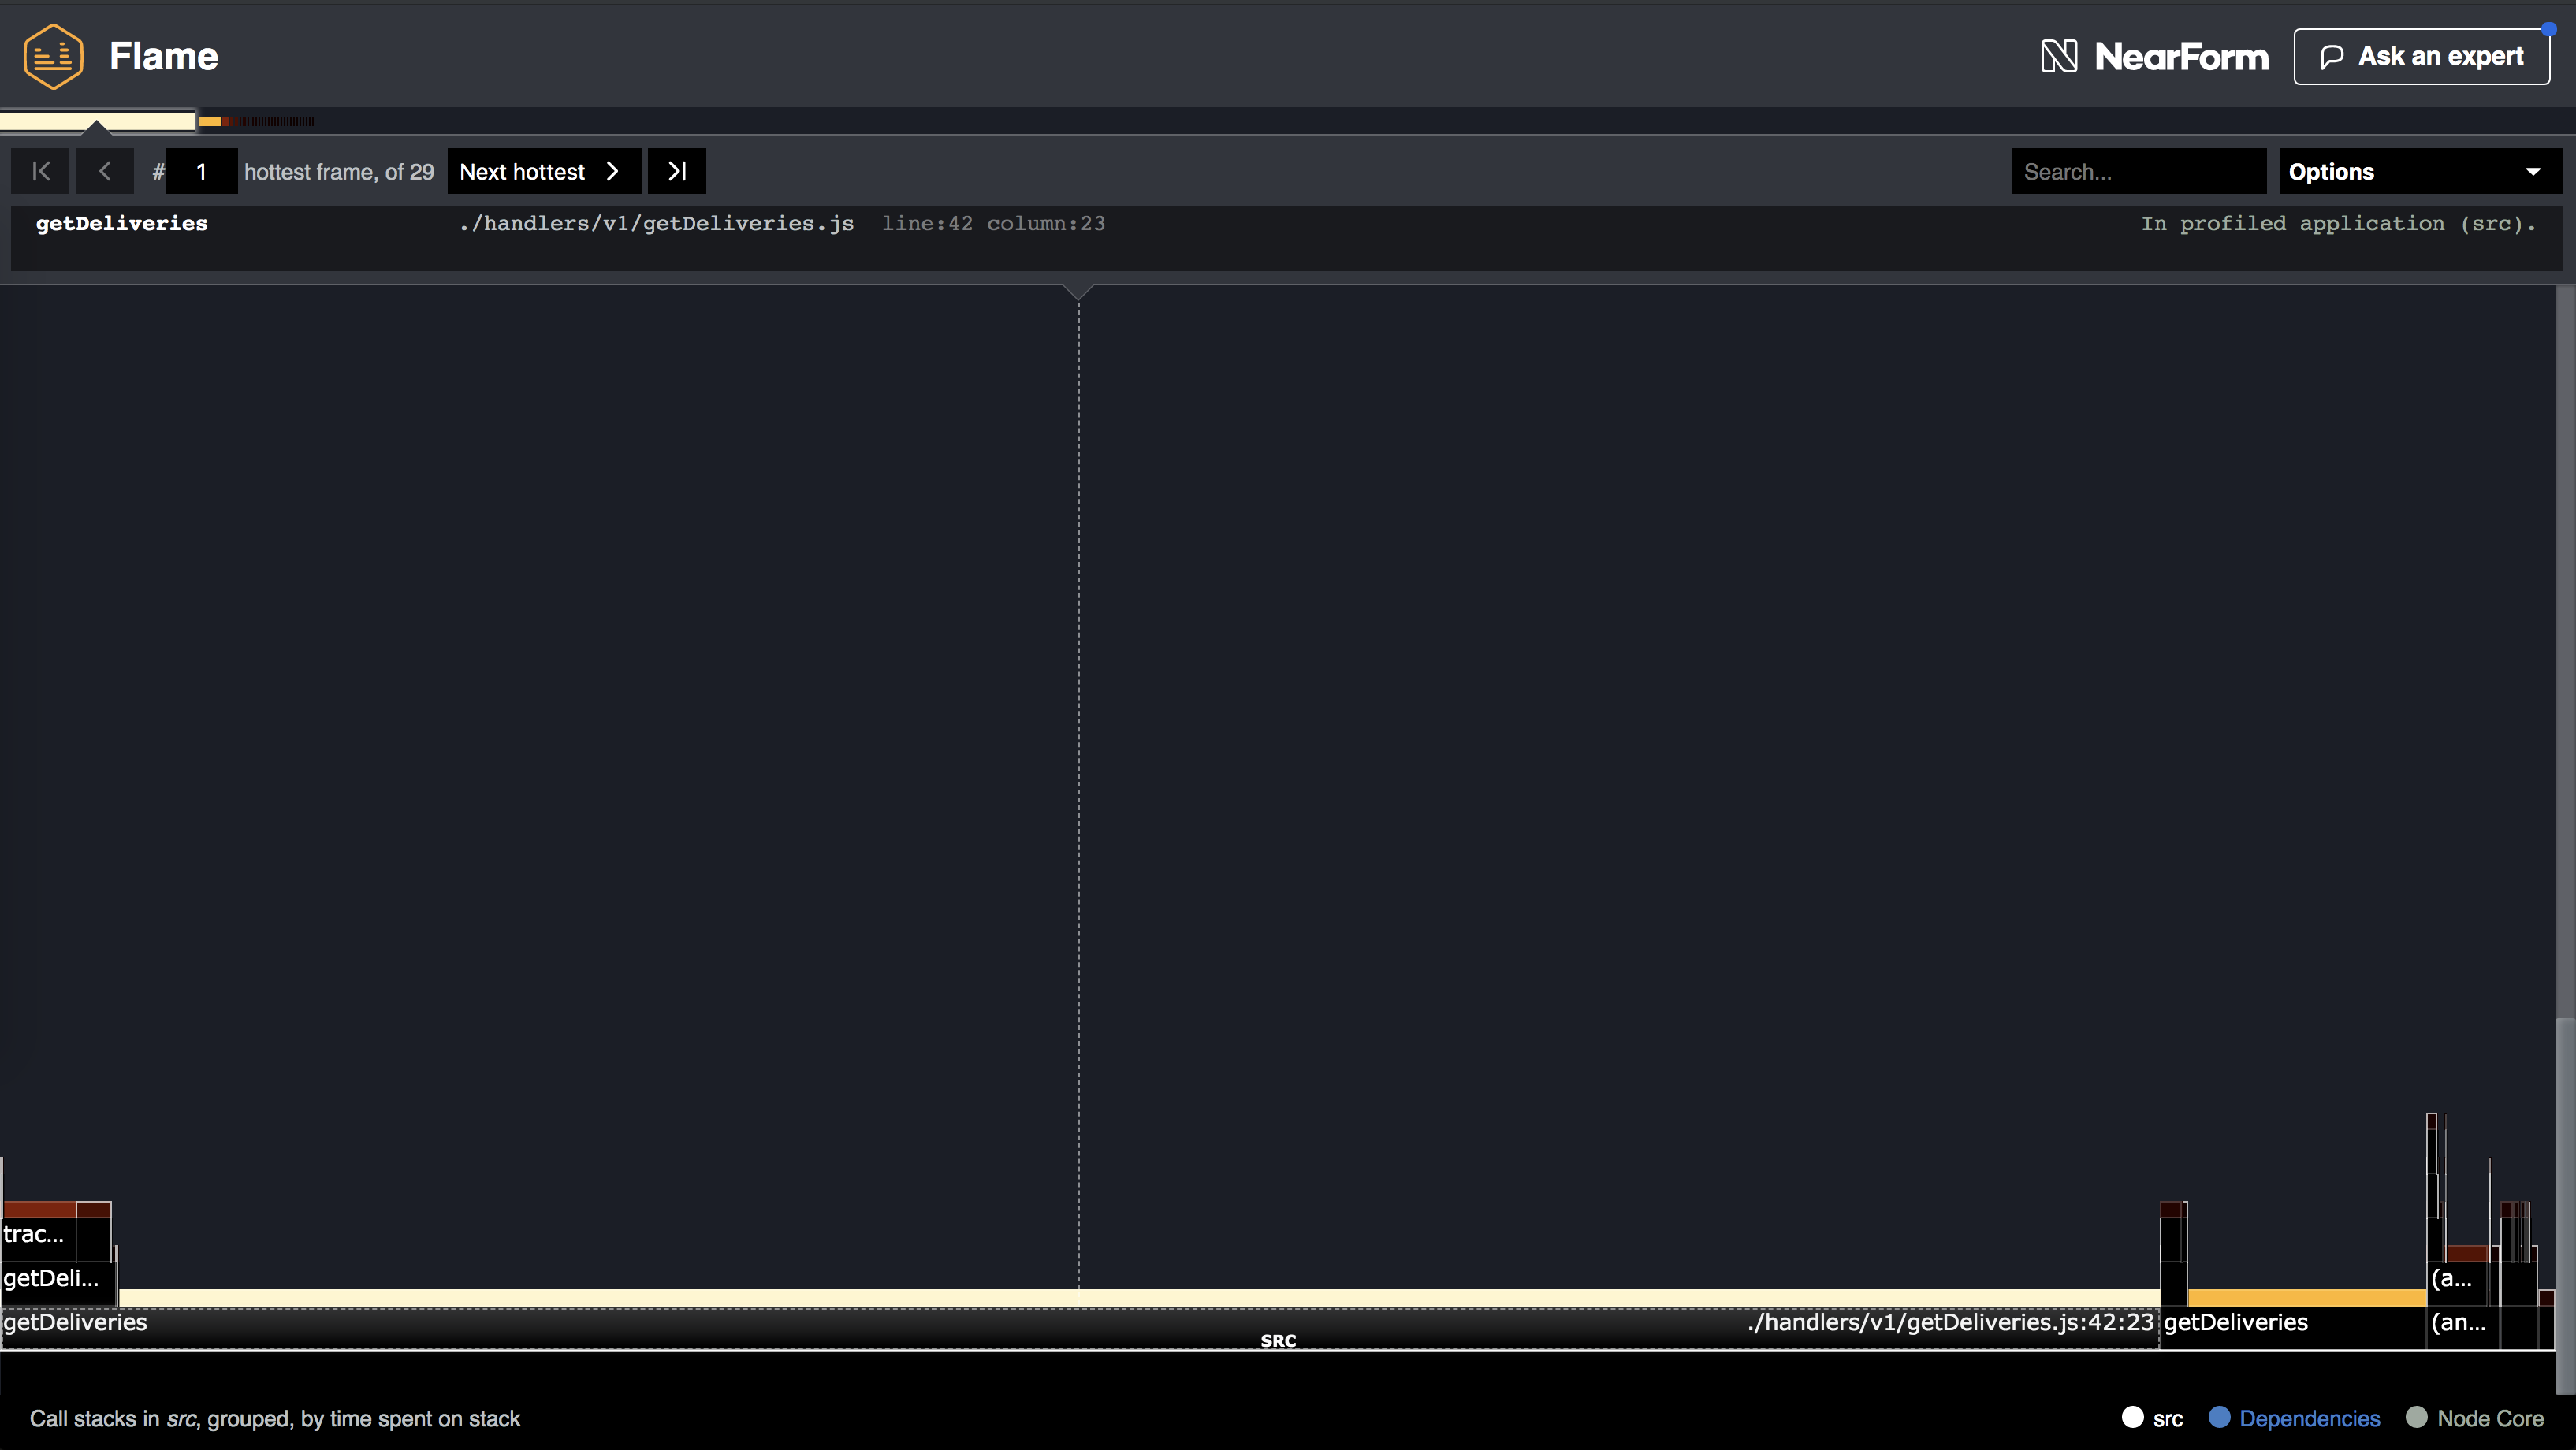 Flame
NearForm
Ask an expert
# 1 hottest frame, of 29 Next hottest
Search...
Options
getDeliveries ./handlers/v1/getDeliveries.js line:42 column:23 In profiled application (src).
trac...
getDeli... (a...
getDeliveries ./handlers/v1/getDeliveries.js:42:23 getDeliveries (an...
SRC
Call stacks in src, grouped, by time spent on stack
src Dependencies Node Core